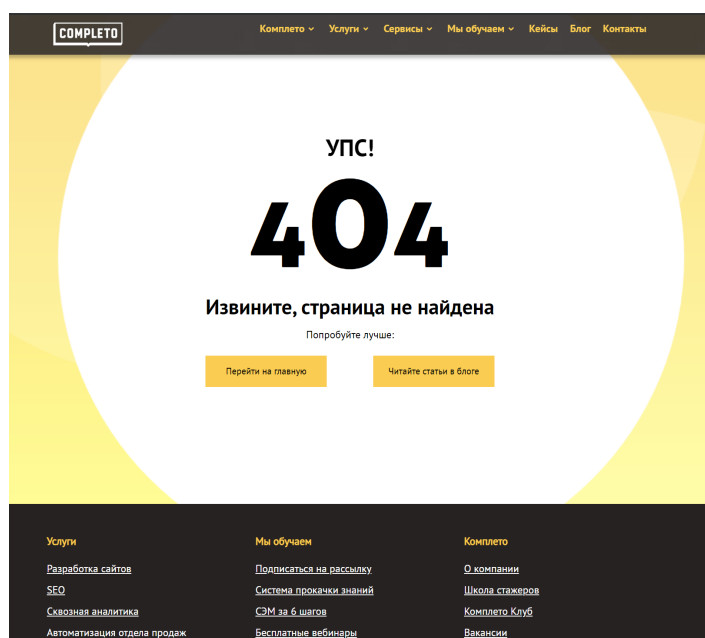 COMPLETO Комплето Услуги Сервисы Мы обучаем Кейсы Блог Контакты
УПС!
404
Извините, страница не найдена
Попробуйте лучше:
Перейти на главную Читайте статьи в блоге
Услуги Мы обучаем Комплето
Разработка сайтов Подписаться на рассылку О компании
SEO Система прокачки знаний Школа стажеров
Сквозная аналитика СЭМ за 6 шагов Комплето Клуб
Автоматизация отдела продаж Бесплатные вебинары Вакансии